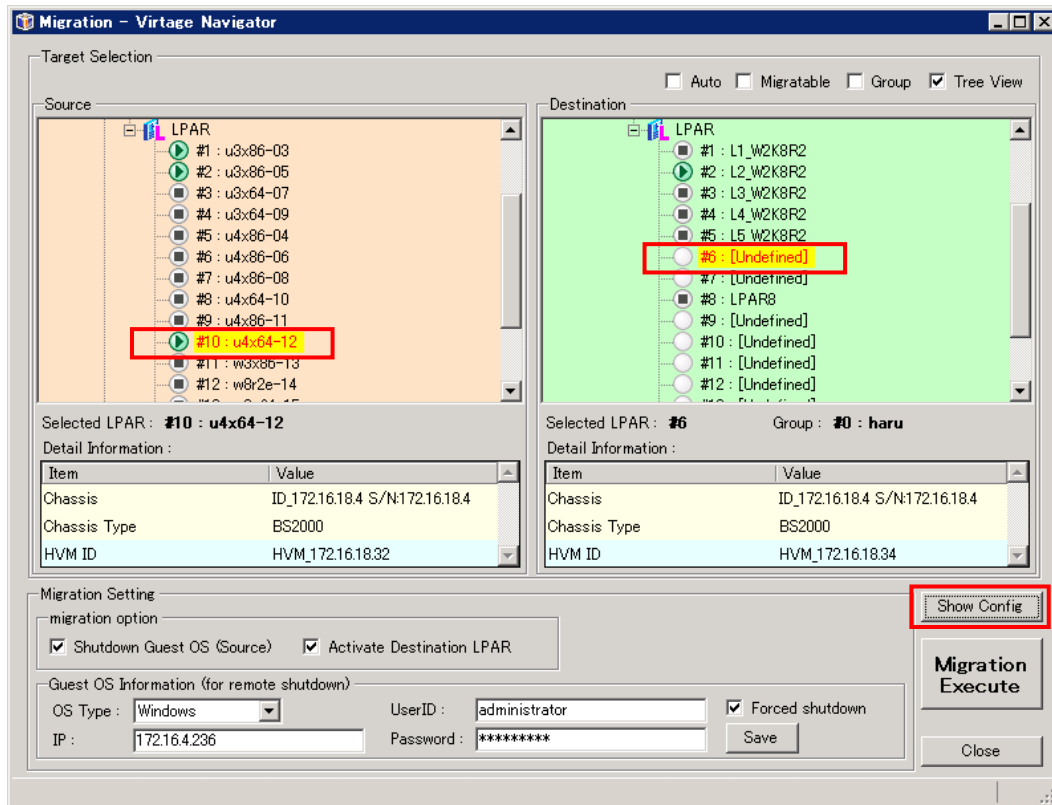 Migration - Virtage Navigator
Target Selection
Auto Migratable Group Tree View
Source
LPAR
#1 : u3x86-03
#2 : u3x86-05
#3 : u3x64-07
#4 : u3x64-09
#5 : u4x86-04
#6 : u4x86-06
#7 : u4x86-08
#8 : u4x64-10
#9 : u4x86-11
#10 : u4x64-12
#11 : w3x86-13
#12 : w8r2e-14
Selected LPAR : #10 : u4x64-12
Detail Information :
Item Value
Chassis ID_172.16.18.4 S/N:172.16.18.4
Chassis Type BS2000
HVM ID HVM_172.16.18.32
Destination
LPAR
#1 : L1_W2K8R2
#2 : L2_W2K8R2
#3 : L3_W2K8R2
#4 : L4_W2K8R2
#5 : L5_W2K8R2
#6 : [Undefined]
#7 : [Undefined]
#8 : LPAR8
#9 : [Undefined]
#10 : [Undefined]
#11 : [Undefined]
#12 : [Undefined]
Selected LPAR : #6 Group : #0 : haru
Detail Information :
Item Value
Chassis ID_172.16.18.4 S/N:172.16.18.4
Chassis Type BS2000
HVM ID HVM_172.16.18.34
Migration Setting
migration option
Shutdown Guest OS (Source) Activate Destination LPAR
Guest OS Information (for remote shutdown)
OS Type : Windows UserID : administrator Forced shutdown
IP : 172.16.4.236 Password : ********* Save
Show Config
Migration
Execute
Close